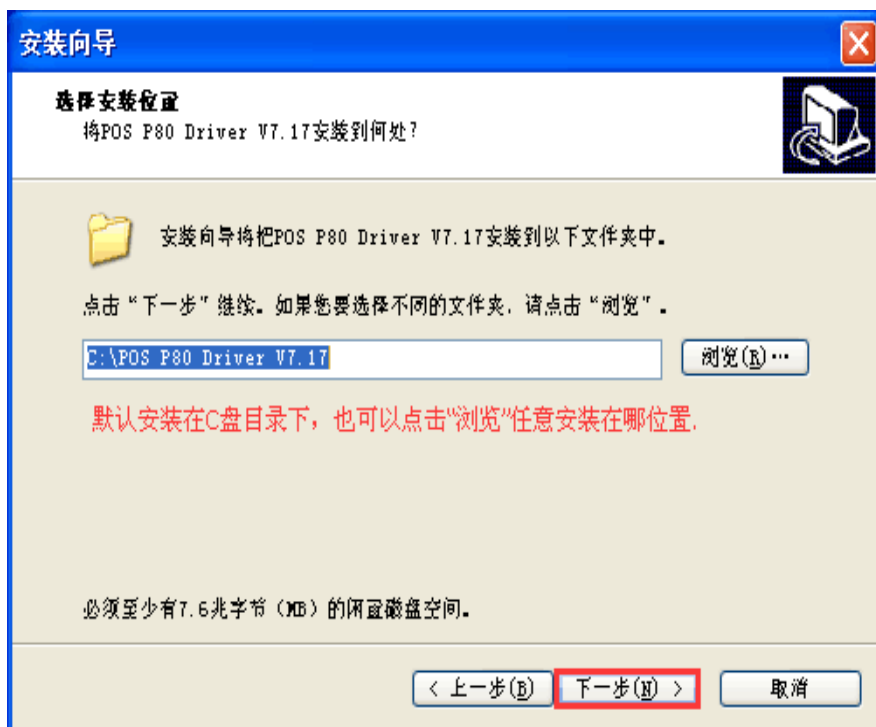 安装向导
选择安装位置
将POS P80 Driver V7.17安装到何处?
安装向导将把POS P80 Driver V7.17安装到以下文件夹中。
点击“下一步”继续。如果您要选择不同的文件夹，请点击“浏览”。
C:\POS P80 Driver V7.17
浏览(R)…
默认安装在C盘目录下，也可以点击"浏览"任意安装在哪位置.
必须至少有7.6兆字节（MB）的闲置磁盘空间。
< 上一步(B)
下一步(N) >
取消